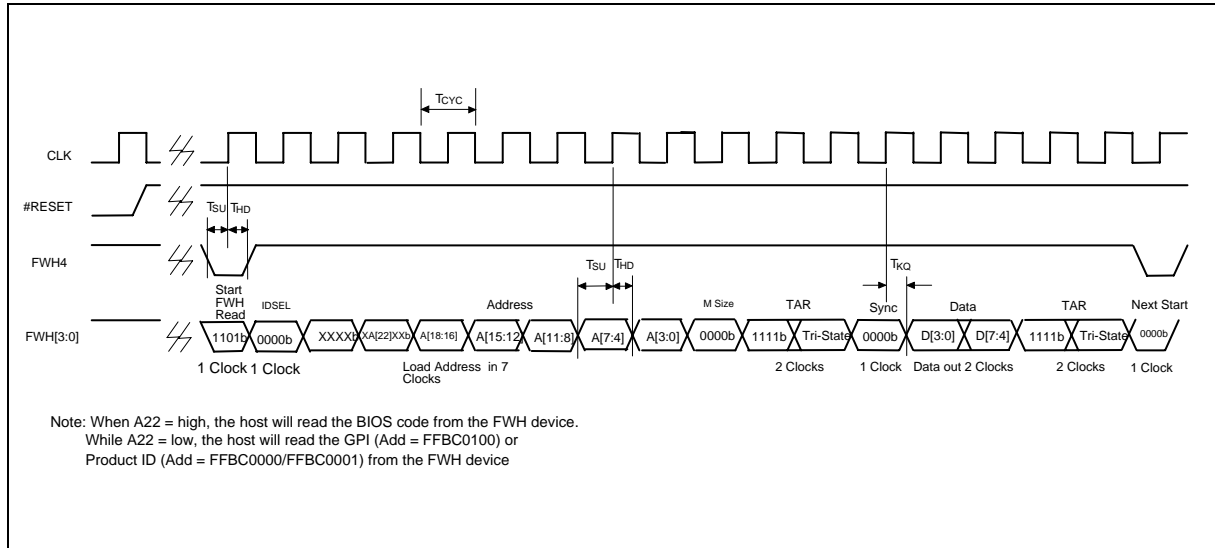 TCYC
CLK
#RESET
TSU THD
FWH4
TSU THD
TKQ
Start
FWH
Read
IDSEL
Address
M Size
TAR
Sync
Data
TAR
Next Start
FWH[3:0]
1101b 0000b XXXXb XA[22]XXb A[18:16] A[15:12] A[11:8] A[7:4] A[3:0] 0000b 1111b Tri-State 0000b D[3:0] D[7:4] 1111b Tri-State 0000b
1 Clock 1 Clock
Load Address in 7
Clocks
2 Clocks
1 Clock
Data out 2 Clocks
2 Clocks
1 Clock
Note: When A22 = high, the host will read the BIOS code from the FWH device.
While A22 = low, the host will read the GPI (Add = FFBC0100) or
Product ID (Add = FFBC0000/FFBC0001) from the FWH device